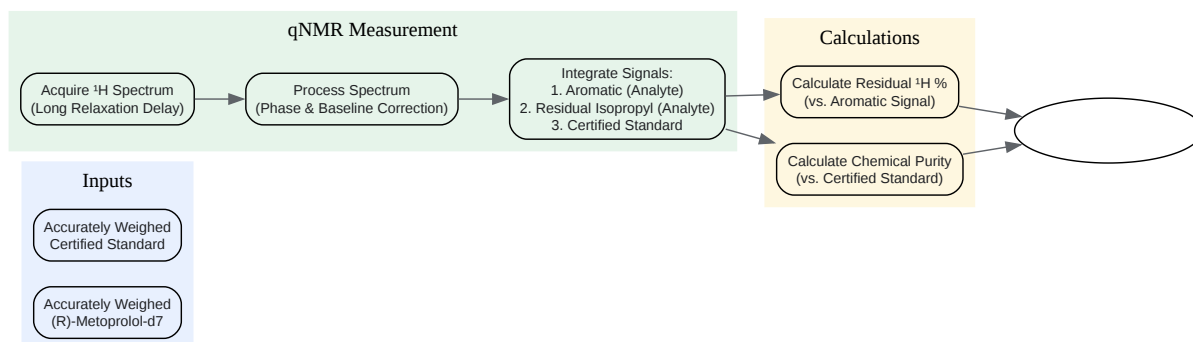 qNMR Measurement
Acquire ¹H Spectrum
(Long Relaxation Delay)
Process Spectrum
(Phase & Baseline Correction)
Integrate Signals:
1. Aromatic (Analyte)
2. Residual Isopropyl (Analyte)
3. Certified Standard
Calculations
Calculate Residual ¹H %
(vs. Aromatic Signal)
Calculate Chemical Purity
(vs. Certified Standard)
Inputs
Accurately Weighed
Certified Standard
Accurately Weighed
(R)-Metoprolol-d7